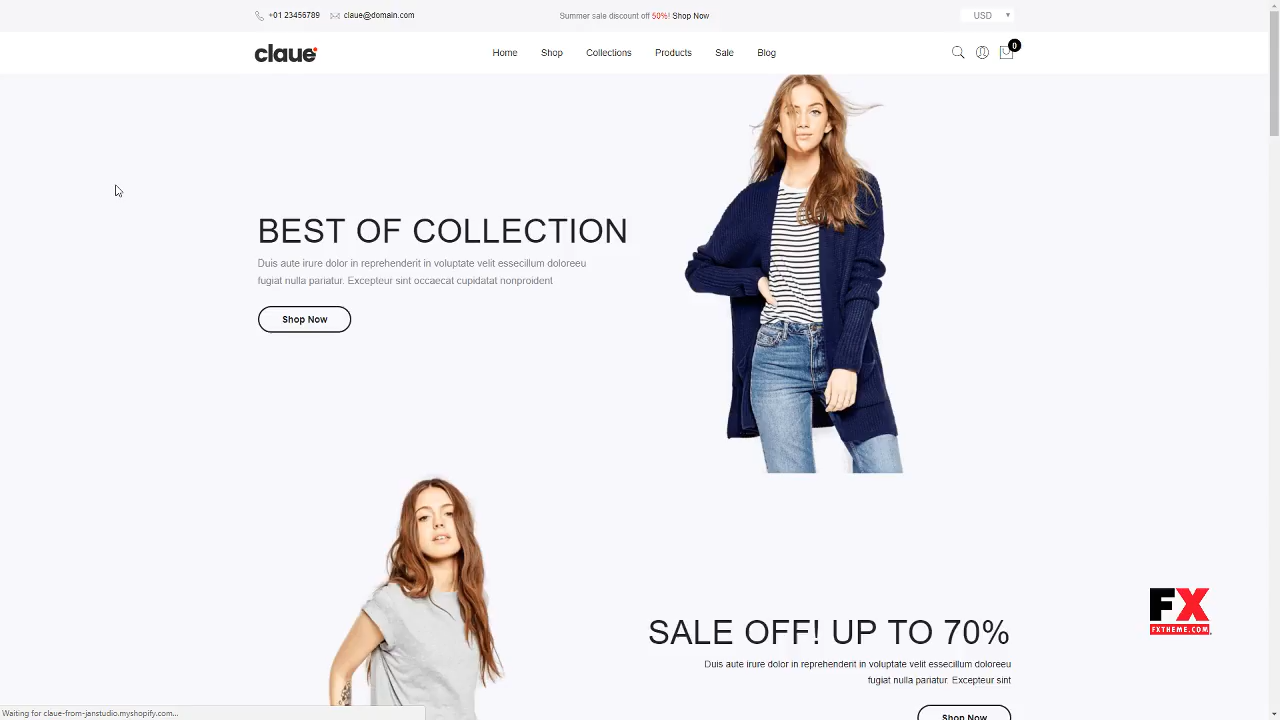 +01 23456789
claue@domain.com
Summer sale discount off 50%! Shop Now
USD
claue
Home
Shop
Collections
Products
Sale
Blog
0
BEST OF COLLECTION
Duis aute irure dolor in reprehenderit in voluptate velit essecillum doloreeu
fugiat nulla pariatur. Excepteur sint occaecat cupidatat nonproident
Shop Now
FX
FXTHEME.COM
SALE OFF! UP TO 70%
Duis aute irure dolor in reprehenderit in voluptate velit essecillum doloreeu
fugiat nulla pariatur. Excepteur sint
Shop Now
Waiting for claue-from-janstudio.myshopify.com...